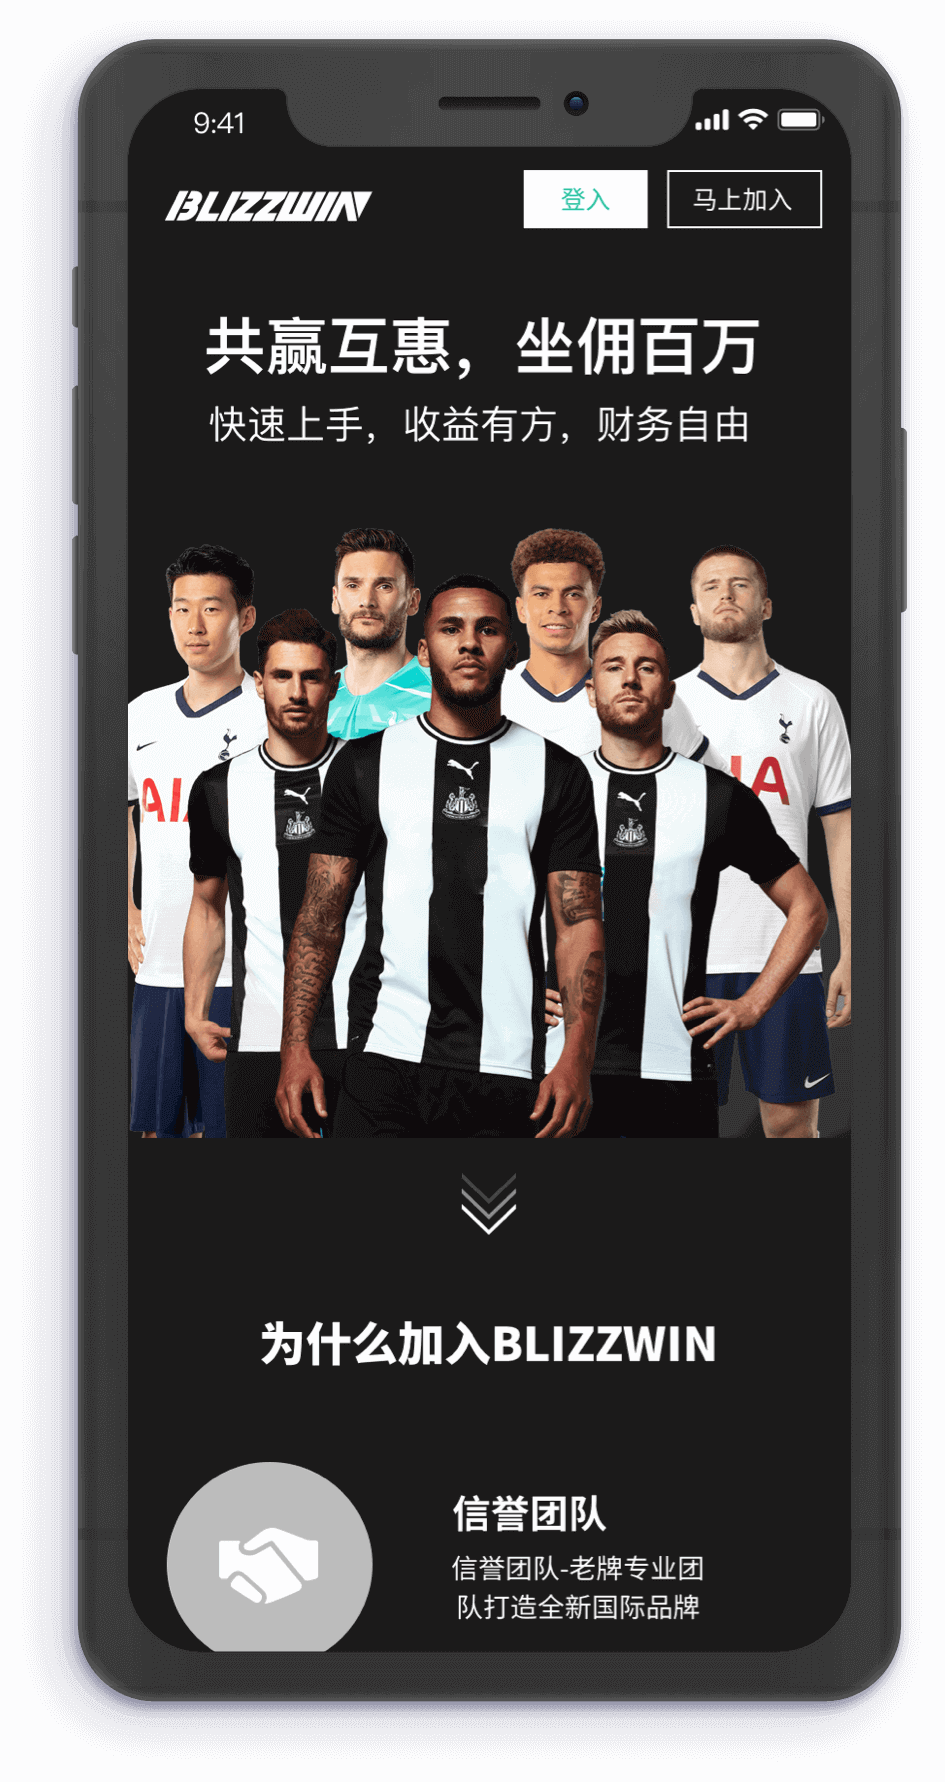 9:41
BLIZZWIN
登入
马上加入
共赢互惠，坐佣百万
快速上手，收益有方，财务自由
AIA
IA
为什么加入BLIZZWIN
信誉团队
信誉团队-老牌专业团
队打造全新国际品牌